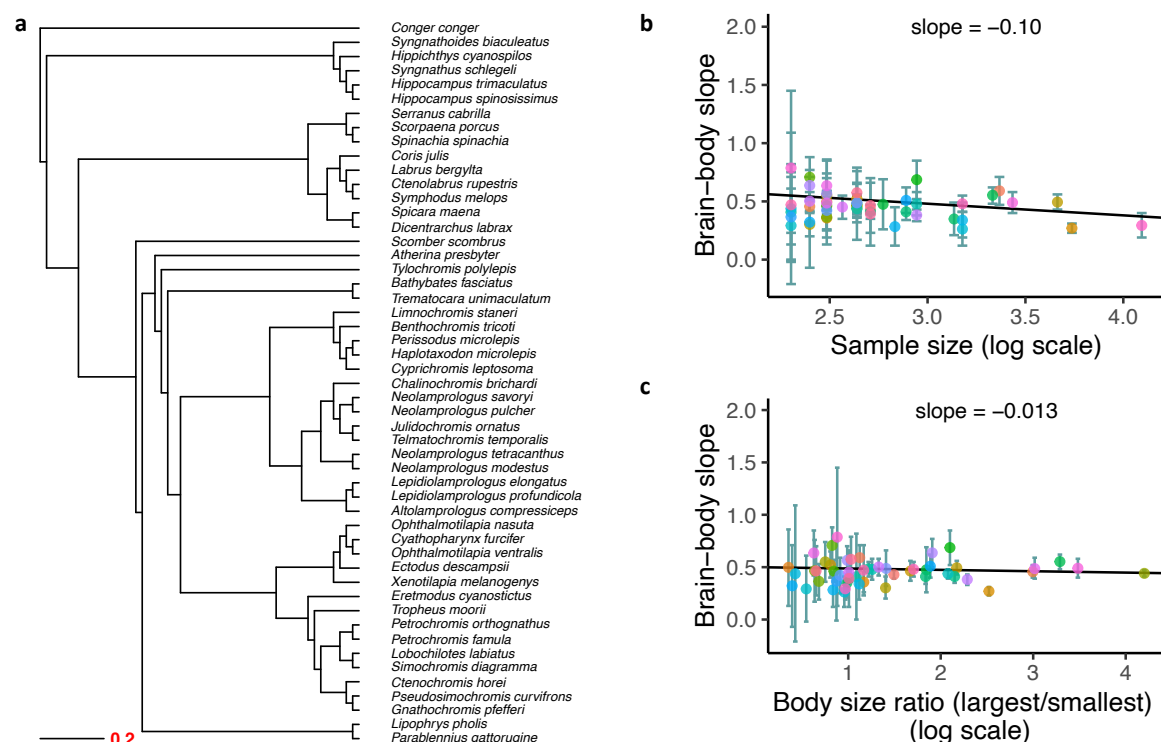 a
Conger conger
Syngnathoides biaculeatus
Hippichthys cyanospilos
Syngnathus schlegeli
Hippocampus trimaculatus
Hippocampus spinosissimus
Serranus cabrilla
Scorpaena porcus
Spinachia spinachia
Coris julis
Labrus bergylta
Ctenolabrus rupestris
Symphodus melops
Spicara maena
Dicentrarchus labrax
Scomber scombrus
Atherina presbyter
Tylochromis polylepis
Bathybates fasciatus
Trematocara unimaculatum
Limnochromis staneri
Benthochromis tricoti
Perissodus microlepis
Haplotaxodon microlepis
Cyprichromis leptosoma
Chalinochromis brichardi
Neolamprologus savoryi
Neolamprologus pulcher
Julidochromis ornatus
Telmatochromis temporalis
Neolamprologus tetracanthus
Neolamprologus modestus
Lepidiolamprologus elongatus
Lepidiolamprologus profundicola
Altolamprologus compressiceps
Ophthalmotilapia nasuta
Cyathopharynx furcifer
Ophthalmotilapia ventralis
Ectodus descampsii
Xenotilapia melanogenys
Eretmodus cyanostictus
Tropheus moorii
Petrochromis orthognathus
Petrochromis famula
Lobochilotes labiatus
Simochromis diagramma
Ctenochromis horei
Pseudosimochromis curvifrons
Gnathochromis pfefferi
Lipophrys pholis
Parablennius gattorugine
0.2
b
slope = −0.10
Brain−body slope
2.0
1.5
1.0
0.5
0.0
2.5 3.0 3.5 4.0
Sample size (log scale)
c
slope = −0.013
Brain−body slope
2.0
1.5
1.0
0.5
0.0
1 2 3 4
Body size ratio (largest/smallest)
(log scale)